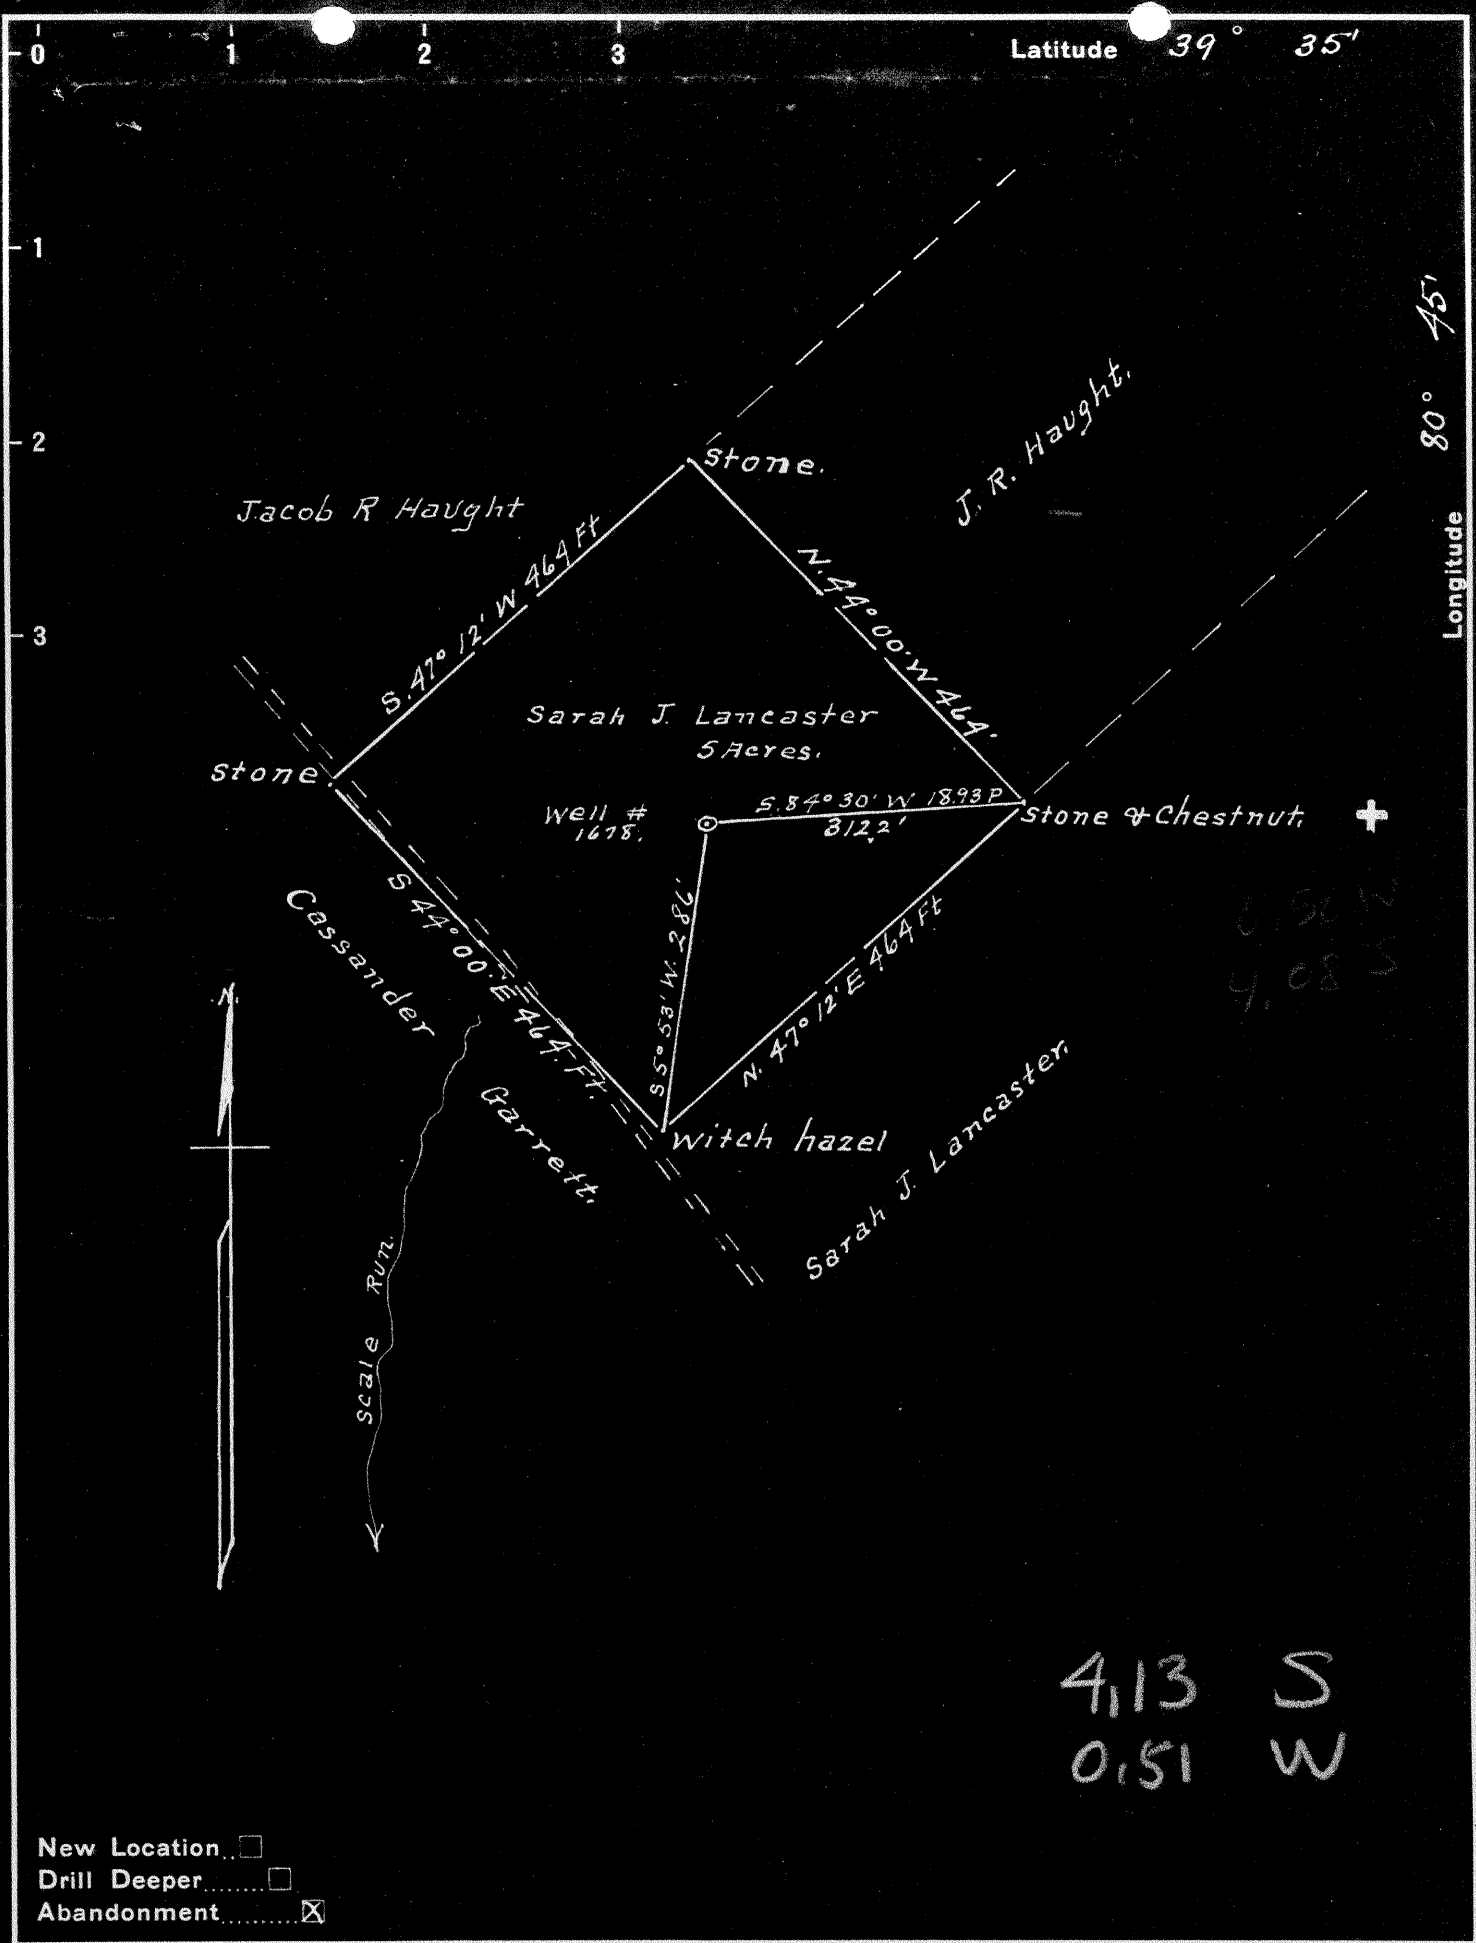 0 1 2 3
Latitude 39° 35'
1
2
3
Longitude 80° 45'
Stone.
Jacob R Haught
J. R. Haught.
S. 47° 12' W 464 Ft
N. 44° 00' W 464'
Sarah J. Lancaster
5 Acres.
Stone.
Well #
1678.
S. 84° 30' W 18.93 P
312.2'
Stone & Chestnut.
S 5° 53' W. 286'
N. 47° 12' E 464 Ft
S 44° 00' E 464. Ft.
Cassander
Garrett.
4.08 S
N.
Witch hazel
Sarah J. Lancaster.
Scale Run.
4.13 S
0.51 W
New Location..
Drill Deeper........
Abandonment..........X